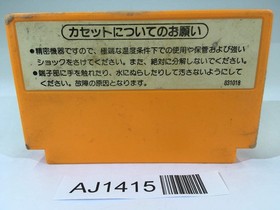 カセットについてのお願い
●精密機器ですので、極端な温度条件下での使用や保管および強い
ショックをさけてください。また、絶対に分解しないでください。
●端子部に手を触れたり、水にぬらしたりして汚さないようにして
ください。故障の原因となります。
031018
AJ1415